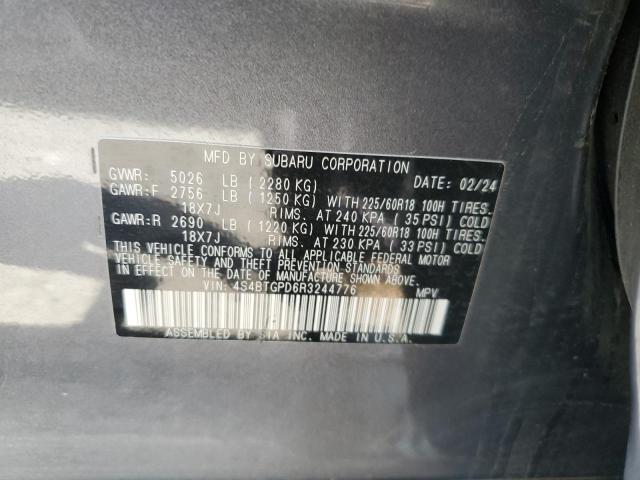 MFD BY SUBARU CORPORATION
GVWR: 5026 LB ( 2280 KG) DATE: 02/24
GAWR:F 2756 LB ( 1250 KG) WITH 225/60R18 100H TIRES,
18X7J RIMS. AT 240 KPA ( 35 PSI) COLD
GAWR:R 2690 LB ( 1220 KG) WITH 225/60R18 100H TIRES,
18X7J RIMS. AT 230 KPA ( 33 PSI) COLD
THIS VEHICLE CONFORMS TO ALL APPLICABLE FEDERAL MOTOR
VEHICLE SAFETY AND THEFT PREVENTION STANDARDS
IN EFFECT ON THE DATE OF MANUFACTURE SHOWN ABOVE.
VIN: 4S4BTGPD6R3244776 MPV
ASSEMBLED BY SIA INC. MADE IN U.S.A.